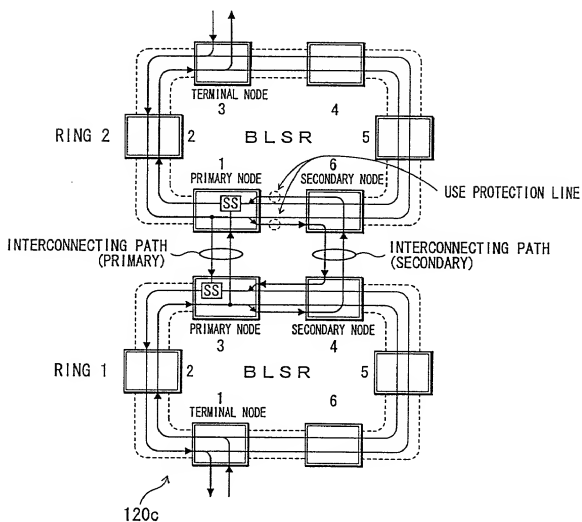 TERMINAL NODE
3
4
RING 2
2
BLSR
5
1
PRIMARY NODE
6
SECONDARY NODE
SS
USE PROTECTION LINE
INTERCONNECTING PATH
(PRIMARY)
INTERCONNECTING PATH
(SECONDARY)
SS
PRIMARY NODE
3
SECONDARY NODE
4
RING 1
2
BLSR
5
1
TERMINAL NODE
6
120c